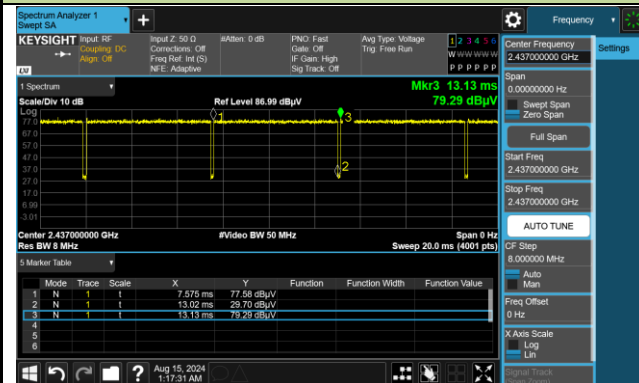 Spectrum Analyzer 1
Swept SA
Frequency
KEYSIGHT Input: RF
Coupling: DC
Align: Off
Input Z: 50 Ω
Corrections: Off
Freq Ref: Int (S)
NFE: Adaptive
#Atten: 0 dB
PNO: Fast
Gate: Off
IF Gain: High
Sig Track: Off
Avg Type: Voltage
Trig: Free Run
1 2 3 4 5 6
W W W W W W
P P P P P P
LXI
Center Frequency
2.437000000 GHz
Settings
Span
0.00000000 Hz
Swept Span
Zero Span
Full Span
Start Freq
2.437000000 GHz
Stop Freq
2.437000000 GHz
AUTO TUNE
CF Step
8.000000 MHz
Auto
Man
Freq Offset
0 Hz
X Axis Scale
Log
Lin
Signal Track
1 Spectrum
Mkr3 13.13 ms
Scale/Div 10 dB
Ref Level 86.99 dBµV
79.29 dBµV
Log
77.0
67.0
57.0
47.0
37.0
27.0
17.0
6.99
-3.01
1
3
2
Center 2.437000000 GHz
#Video BW 50 MHz
Span 0 Hz
Res BW 8 MHz
Sweep 20.0 ms (4001 pts)
5 Marker Table
Mode Trace Scale X Y Function Function Width Function Value
1 N 1 t 7.575 ms 77.58 dBµV
2 N 1 t 13.02 ms 29.70 dBµV
3 N 1 t 13.13 ms 79.29 dBµV
4
5
6
?
Aug 15, 2024
1:17:31 AM